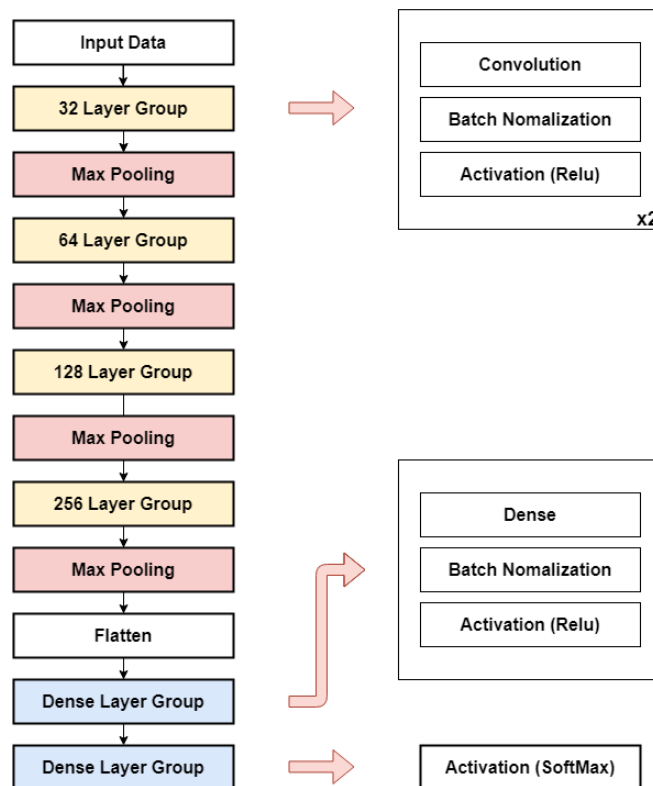 Input Data
32 Layer Group
Max Pooling
64 Layer Group
Max Pooling
128 Layer Group
Max Pooling
256 Layer Group
Max Pooling
Flatten
Dense Layer Group
Dense Layer Group
Convolution
Batch Nomalization
Activation (Relu)
x2
Dense
Batch Nomalization
Activation (Relu)
Activation (SoftMax)